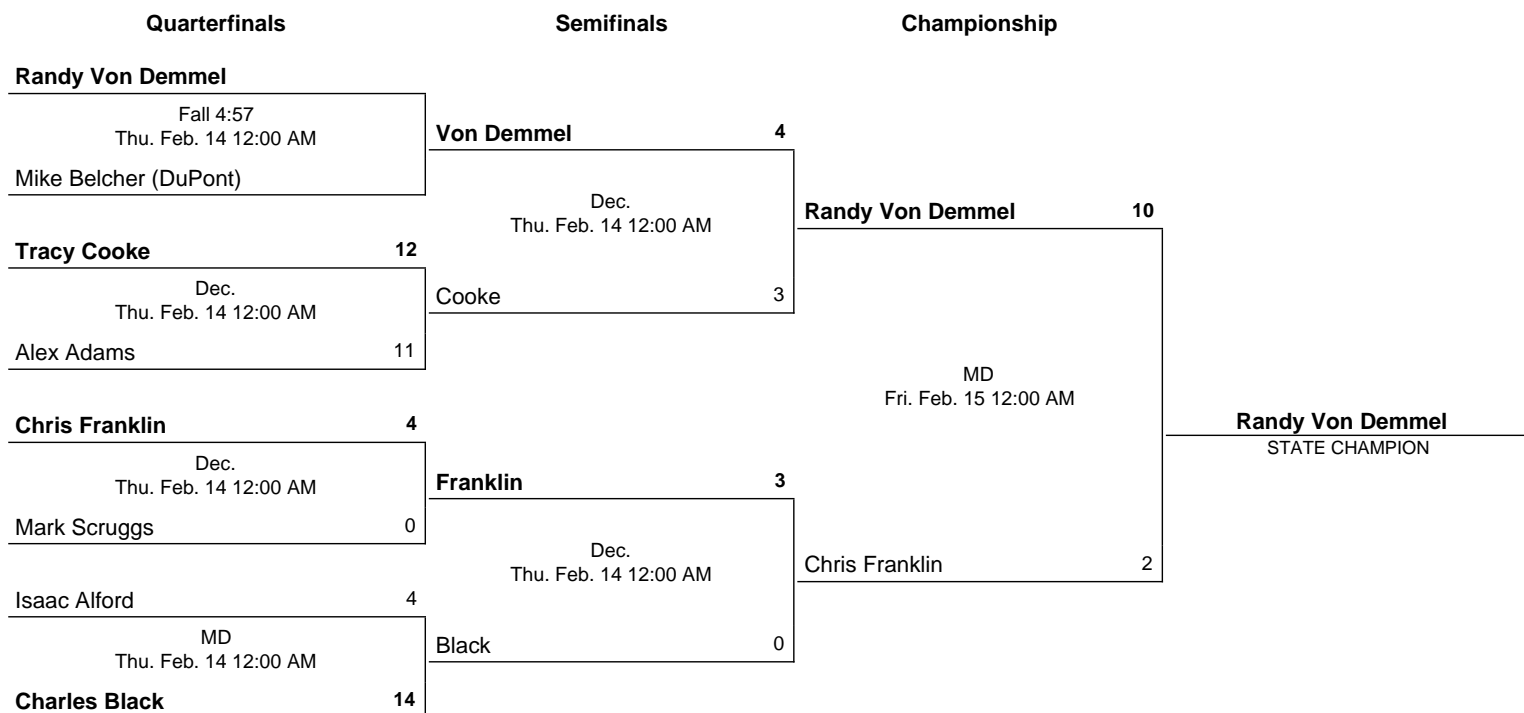 Quarterfinals
Semifinals
Championship
Randy Von Demmel
Fall 4:57
Thu. Feb. 14 12:00 AM
Mike Belcher (DuPont)
Tracy Cooke 12
Dec.
Thu. Feb. 14 12:00 AM
Alex Adams 11
Chris Franklin 4
Dec.
Thu. Feb. 14 12:00 AM
Mark Scruggs 0
Isaac Alford 4
MD
Thu. Feb. 14 12:00 AM
Charles Black 14
Von Demmel 4
Dec.
Thu. Feb. 14 12:00 AM
Cooke 3
Franklin 3
Dec.
Thu. Feb. 14 12:00 AM
Black 0
Randy Von Demmel 10
MD
Fri. Feb. 15 12:00 AM
Chris Franklin 2
Randy Von Demmel
STATE CHAMPION